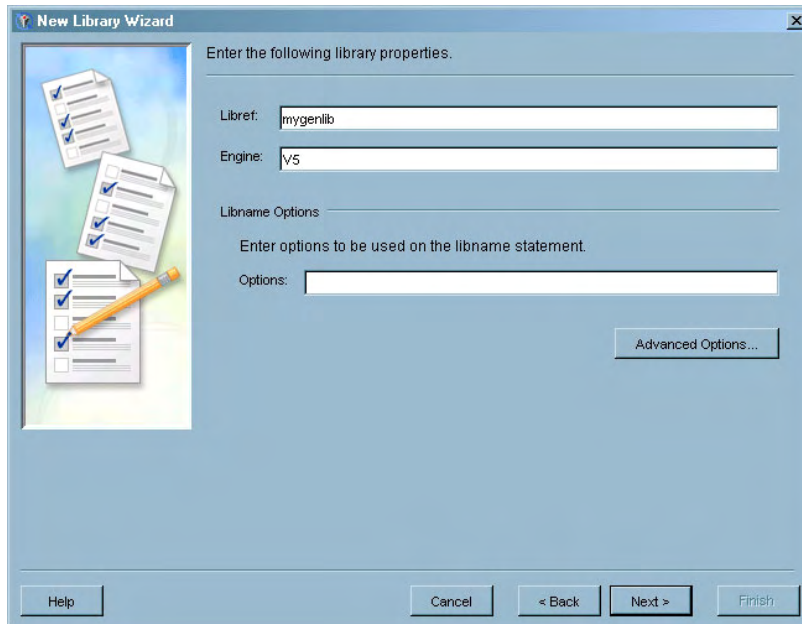 New Library Wizard
Enter the following library properties.
Libref: mygenlib
Engine: V5
Libname Options
Enter options to be used on the libname statement.
Options:
Advanced Options...
Help Cancel < Back Next > Finish